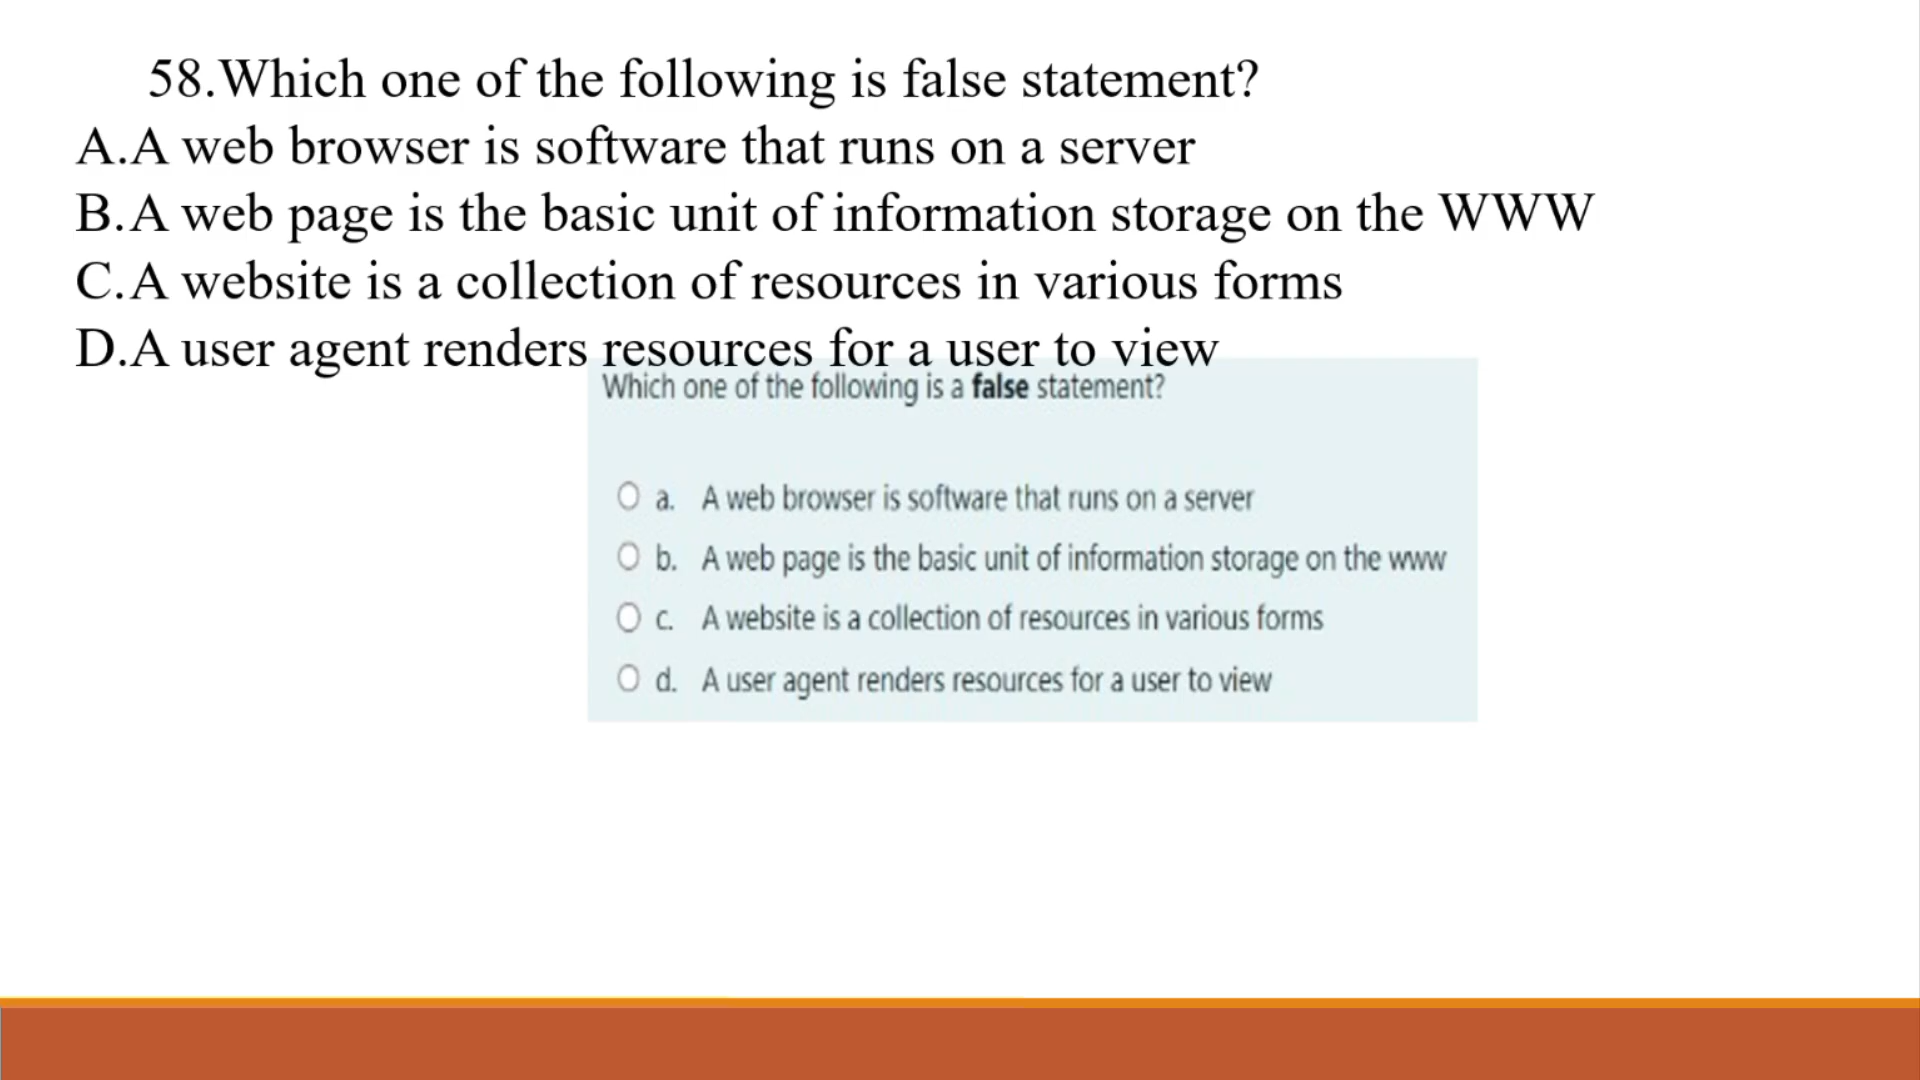 58.Which one of the following is false statement?
A.A web browser is software that runs on a server
B.A web page is the basic unit of information storage on the WWW
C.A website is a collection of resources in various forms
D.A user agent renders resources for a user to view
Which one of the following is a false statement?
a. A web browser is software that runs on a server
b. A web page is the basic unit of information storage on the www
c. A website is a collection of resources in various forms
d. A user agent renders resources for a user to view